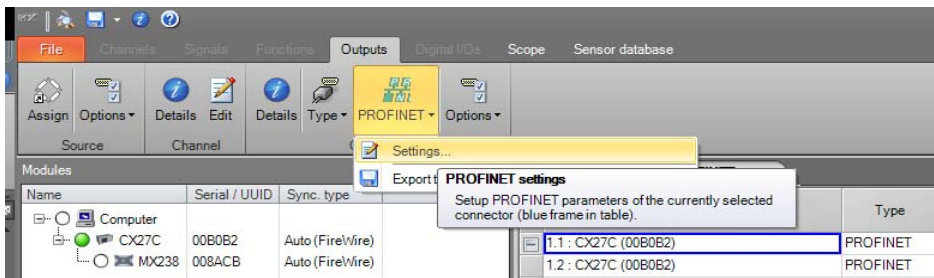 File Channels Signals Functions Outputs Digital I/Os Scope Sensor database
Assign Options Details Edit Details Type PROFINET Options
Source Channel
Settings...
Export t
PROFINET settings
Setup PROFINET parameters of the currently selected
connector (blue frame in table).
Modules
Name Serial / UUID Sync. type
Type
Computer
CX27C 00B0B2 Auto (FireWire)
MX238 008ACB Auto (FireWire)
1.1 : CX27C (00B0B2) PROFINET
1.2 : CX27C (00B0B2) PROFINET